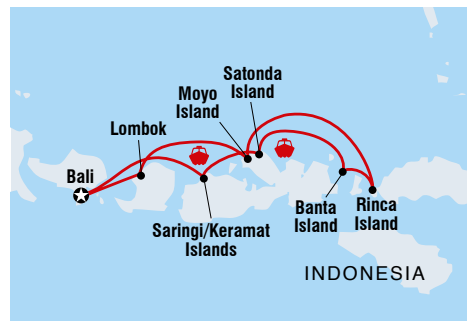 Satonda
Island
Moyo
Island
Lombok
Bali
Saringi/Keramat
Islands
Banta
Island
Rinca
Island
INDONESIA